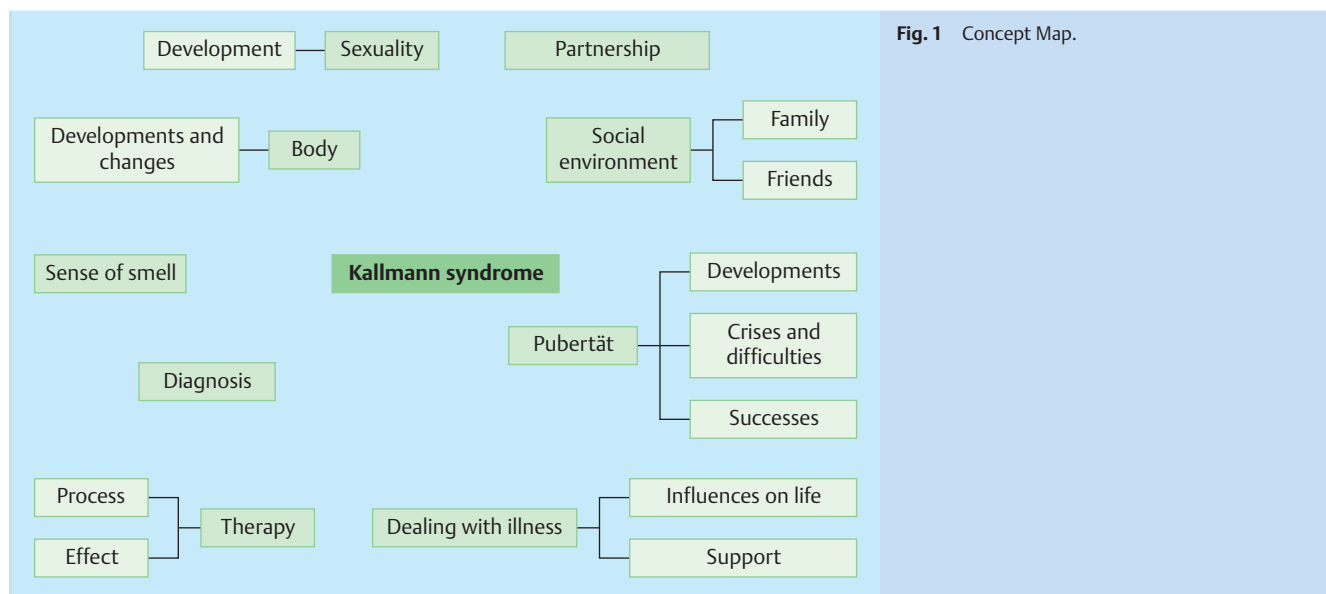 Fig. 1 Concept Map.
Development
Sexuality
Partnership
Developments and
changes
Body
Social
environment
Family
Friends
Sense of smell
Kallmann syndrome
Pubertät
Developments
Crises and
difficulties
Successes
Diagnosis
Process
Effect
Therapy
Dealing with illness
Influences on life
Support